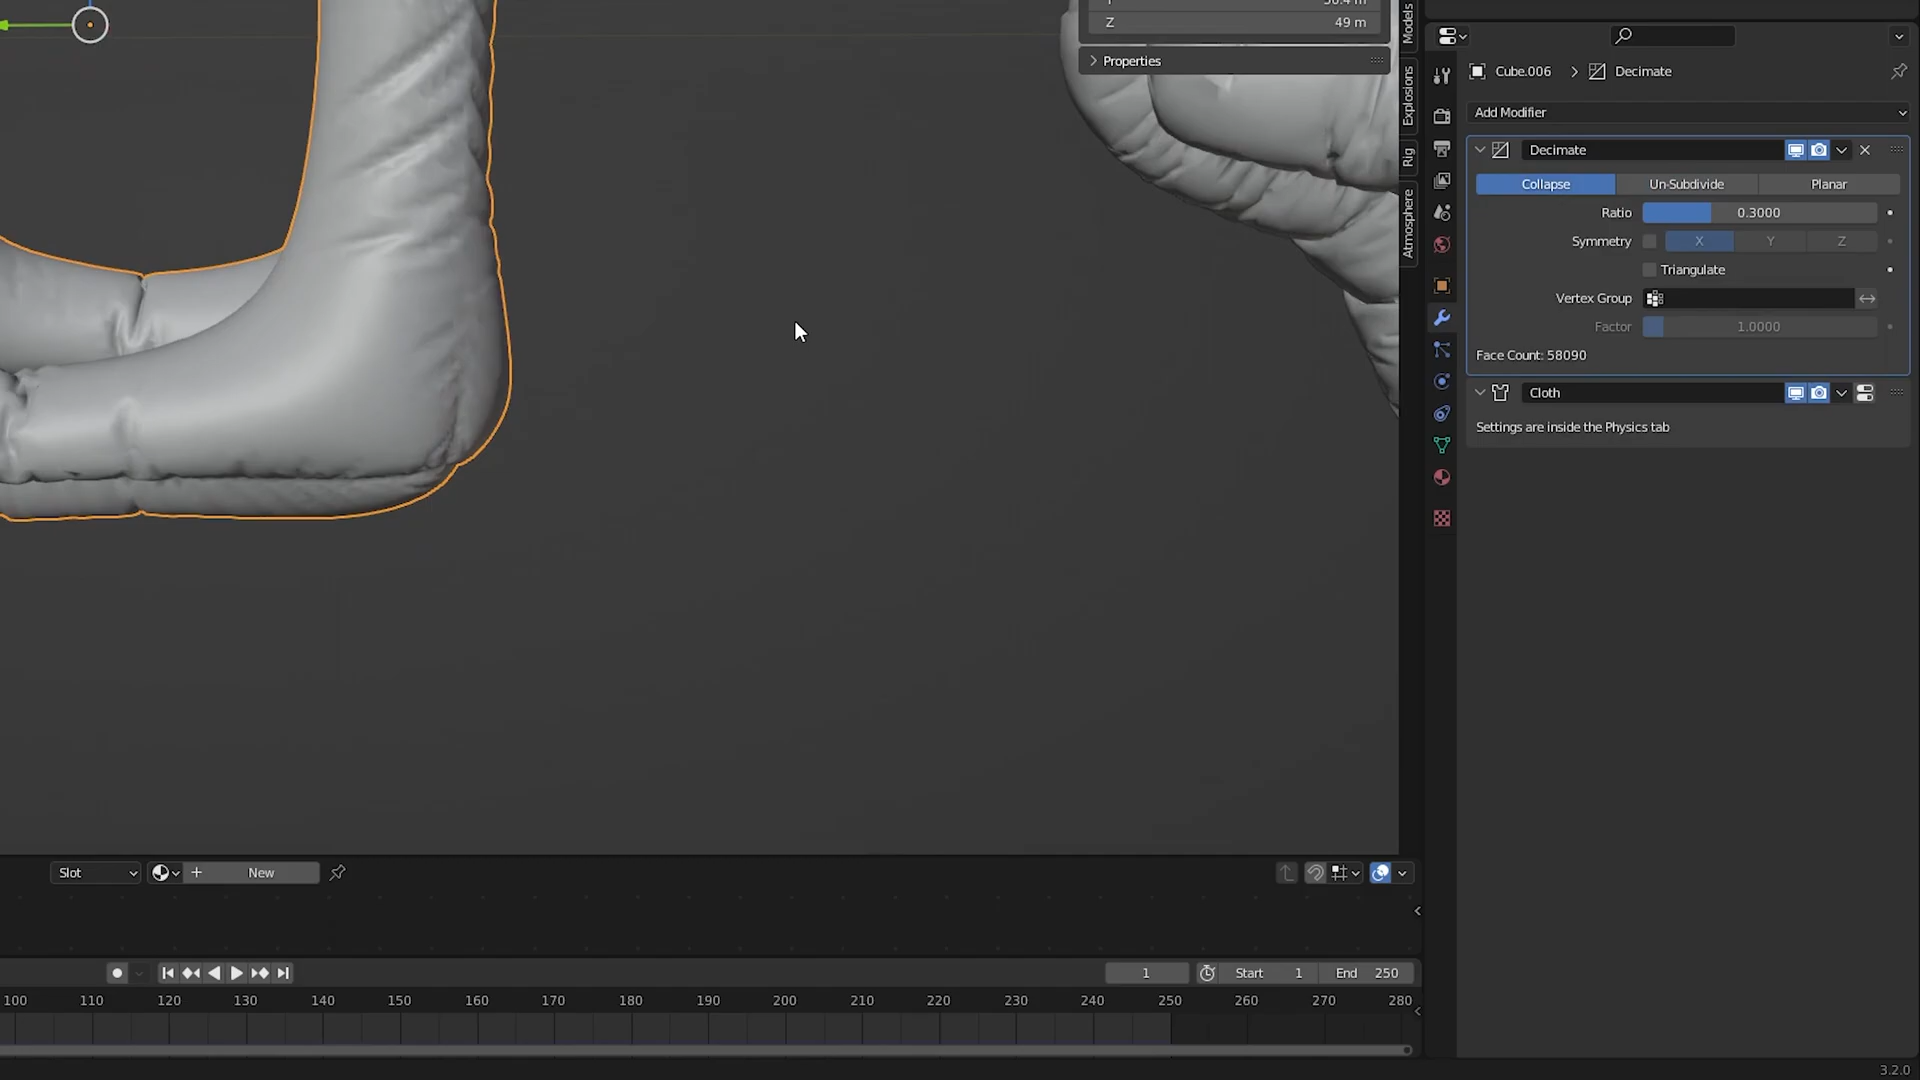 Z 49 m
Properties
Models
Explosions
Rig
Atmosphere
Cube.006 > Decimate
Add Modifier
Decimate
Collapse Un-Subdivide Planar
Ratio 0.3000
Symmetry X Y Z
Triangulate
Vertex Group
Factor 1.0000
Face Count: 58090
Cloth
Settings are inside the Physics tab
Slot New
1 Start 1 End 250
100 110 120 130 140 150 160 170 180 190 200 210 220 230 240 250 260 270 280
3.2.0